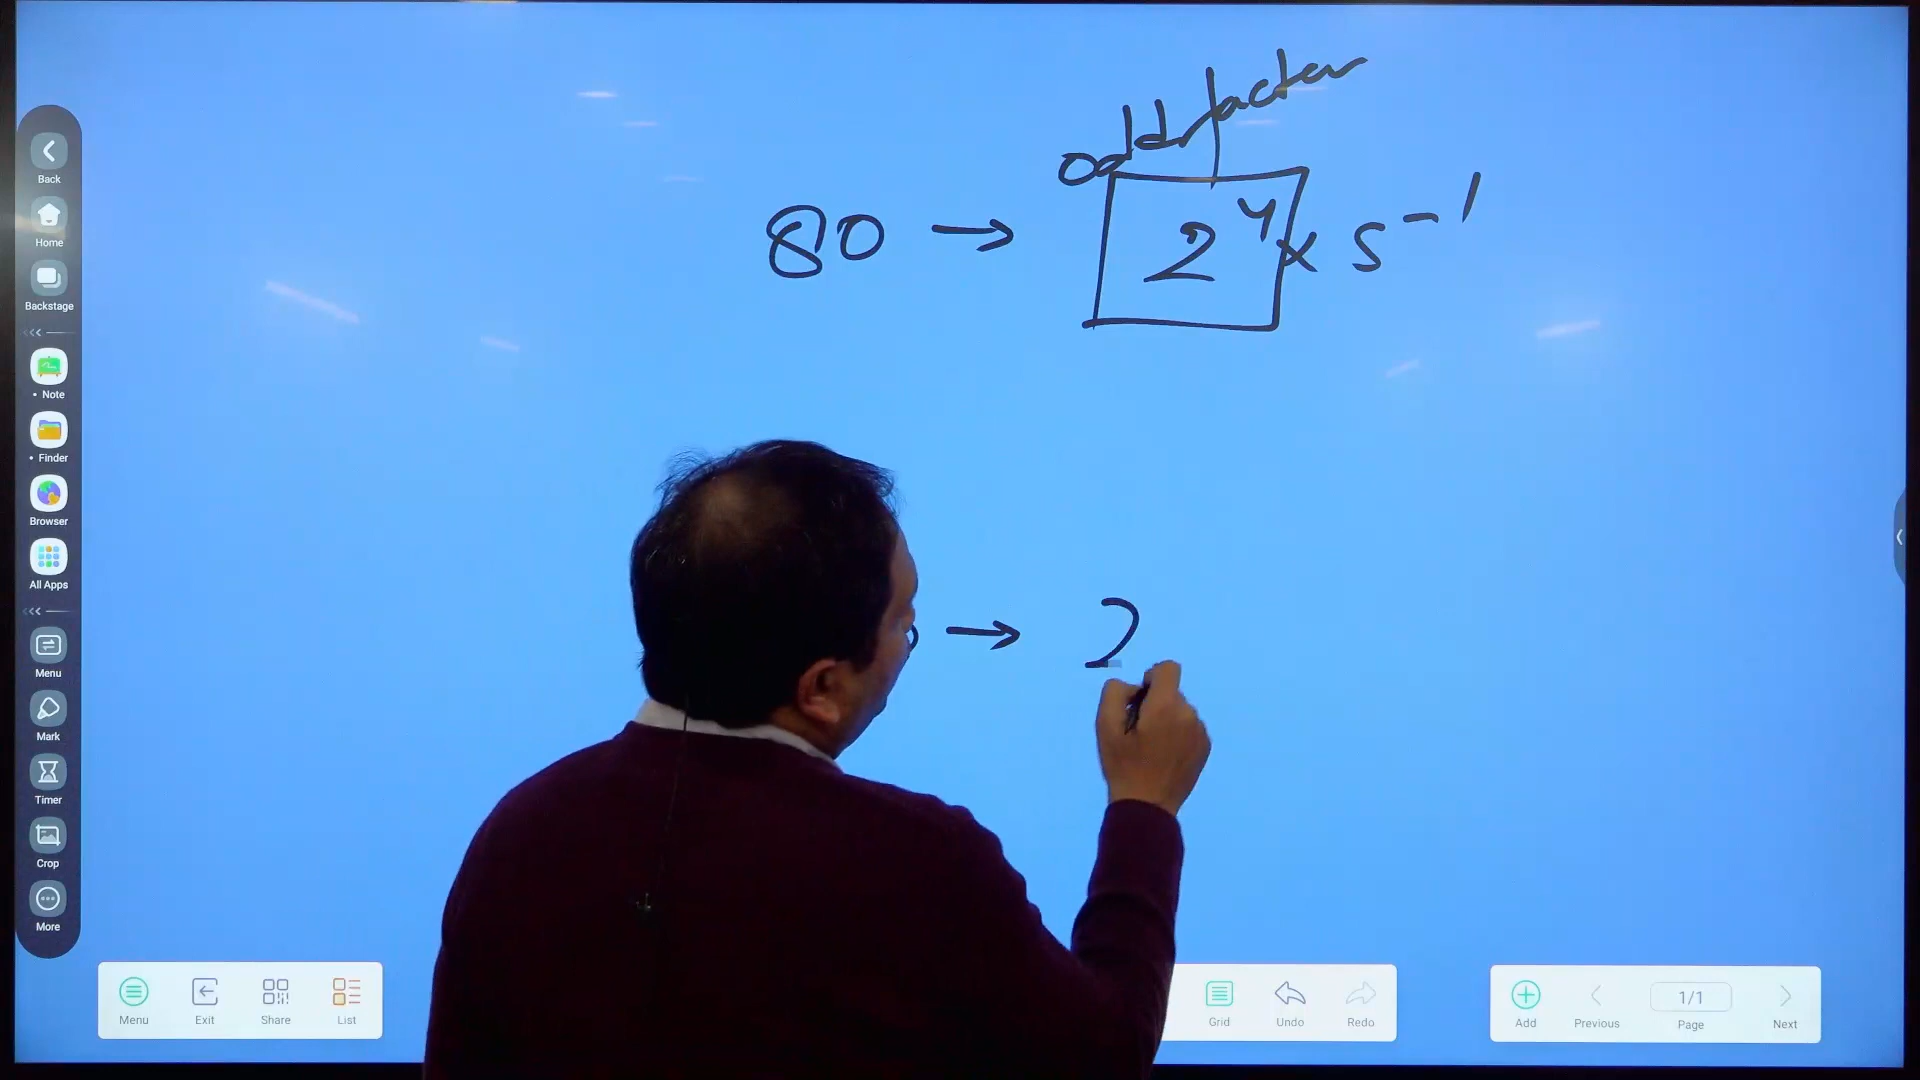 odd factor
80 → 2⁴ × 5⁻¹
→ 2
Back
Home
Backstage
Note
Finder
Browser
All Apps
Menu
Mark
Timer
Crop
More
Menu
Exit
Share
List
Grid
Undo
Redo
Add
Previous
1/1
Page
Next